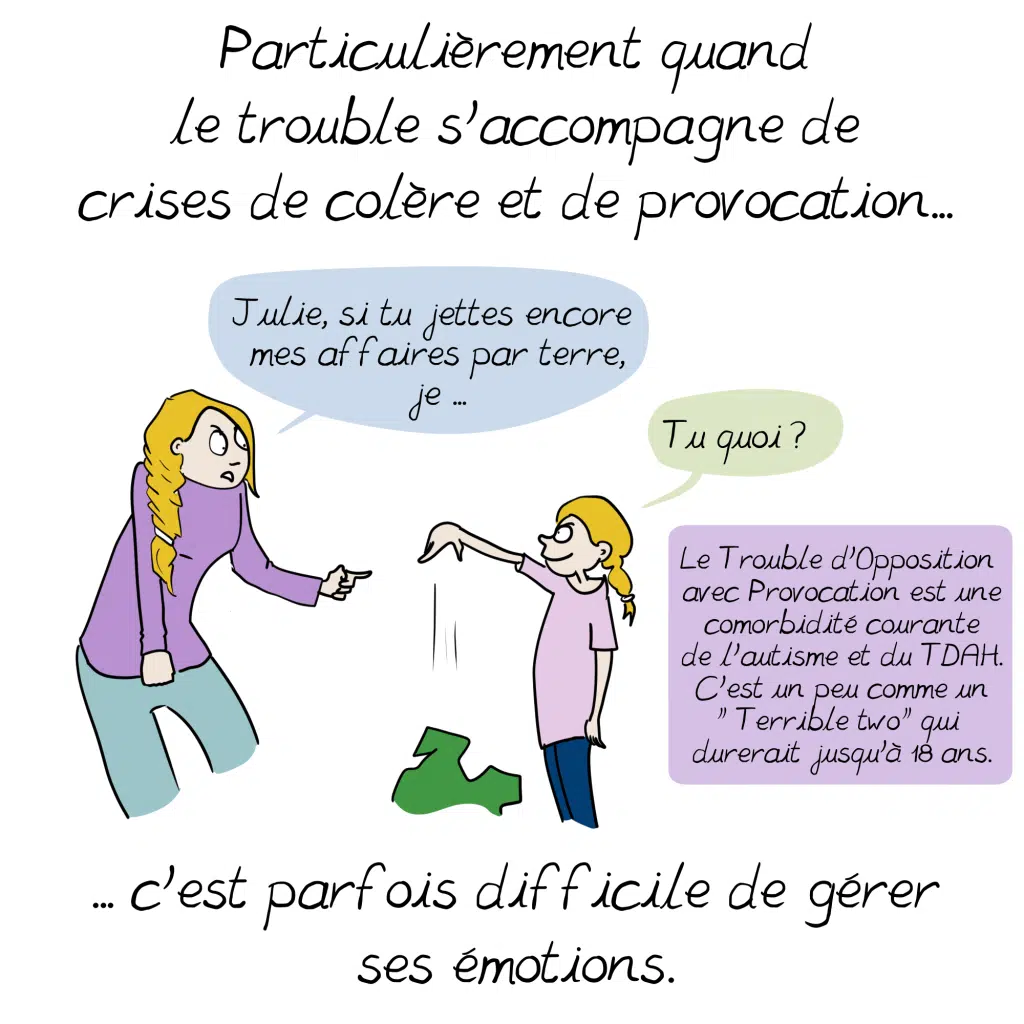 Particulièrement quand
le trouble s'accompagne de
crises de colère et de provocation...
Julie, si tu jettes encore
mes affaires par terre,
je ...
Tu quoi ?
Le Trouble d'Opposition
avec Provocation est une
comorbidité courante
de l'autisme et du TDAH.
C'est un peu comme un
" Terrible two" qui
durerait jusqu'à 18 ans.
... c'est parfois difficile de gérer
ses émotions.